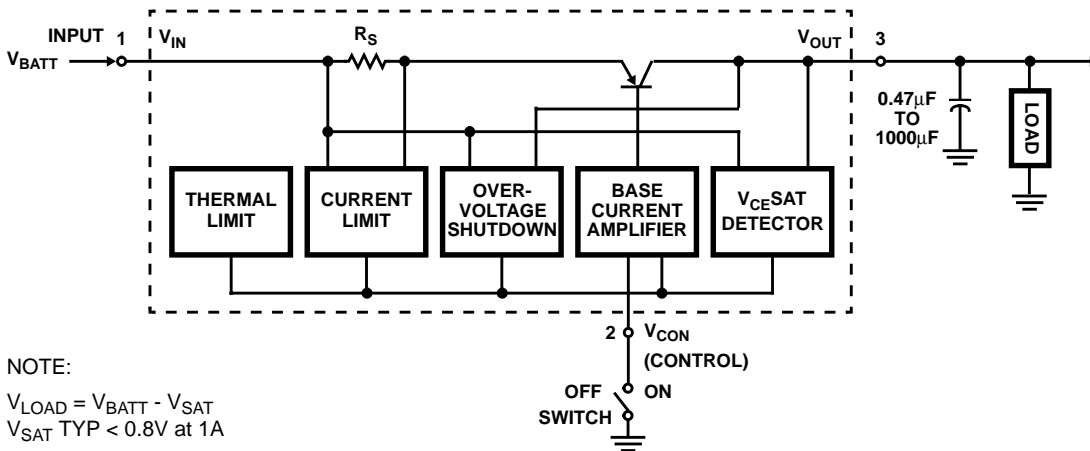 INPUT 1 V_IN R_S V_OUT 3
V_BATT
0.47μF
TO
1000μF
LOAD
THERMAL
LIMIT
CURRENT
LIMIT
OVER-
VOLTAGE
SHUTDOWN
BASE
CURRENT
AMPLIFIER
V_CESAT
DETECTOR
2 V_CON
(CONTROL)
OFF ON
SWITCH
NOTE:
V_LOAD = V_BATT - V_SAT
V_SAT TYP < 0.8V at 1A